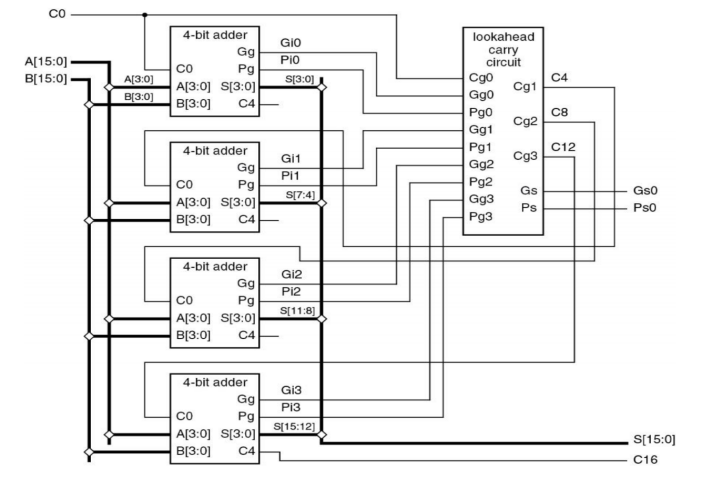 C0
A[15:0]
B[15:0]
4-bit adder
Gg
C0 Pg
A[3:0] A[3:0] S[3:0] S[3:0]
B[3:0] B[3:0] C4
Gi0
Pi0
4-bit adder
Gg
C0 Pg
A[3:0] S[3:0] S[7:4]
B[3:0] C4
Gi1
Pi1
4-bit adder
Gg
C0 Pg
A[3:0] S[3:0] S[11:8]
B[3:0] C4
Gi2
Pi2
4-bit adder
Gg
C0 Pg
A[3:0] S[3:0] S[15:12]
B[3:0] C4
Gi3
Pi3
lookahead
carry
circuit
Cg0
Gg0
Pg0
Gg1
Pg1
Gg2
Pg2
Gg3
Pg3
Cg1 C4
Cg2 C8
Cg3 C12
Gs Gs0
Ps Ps0
S[15:0]
C16